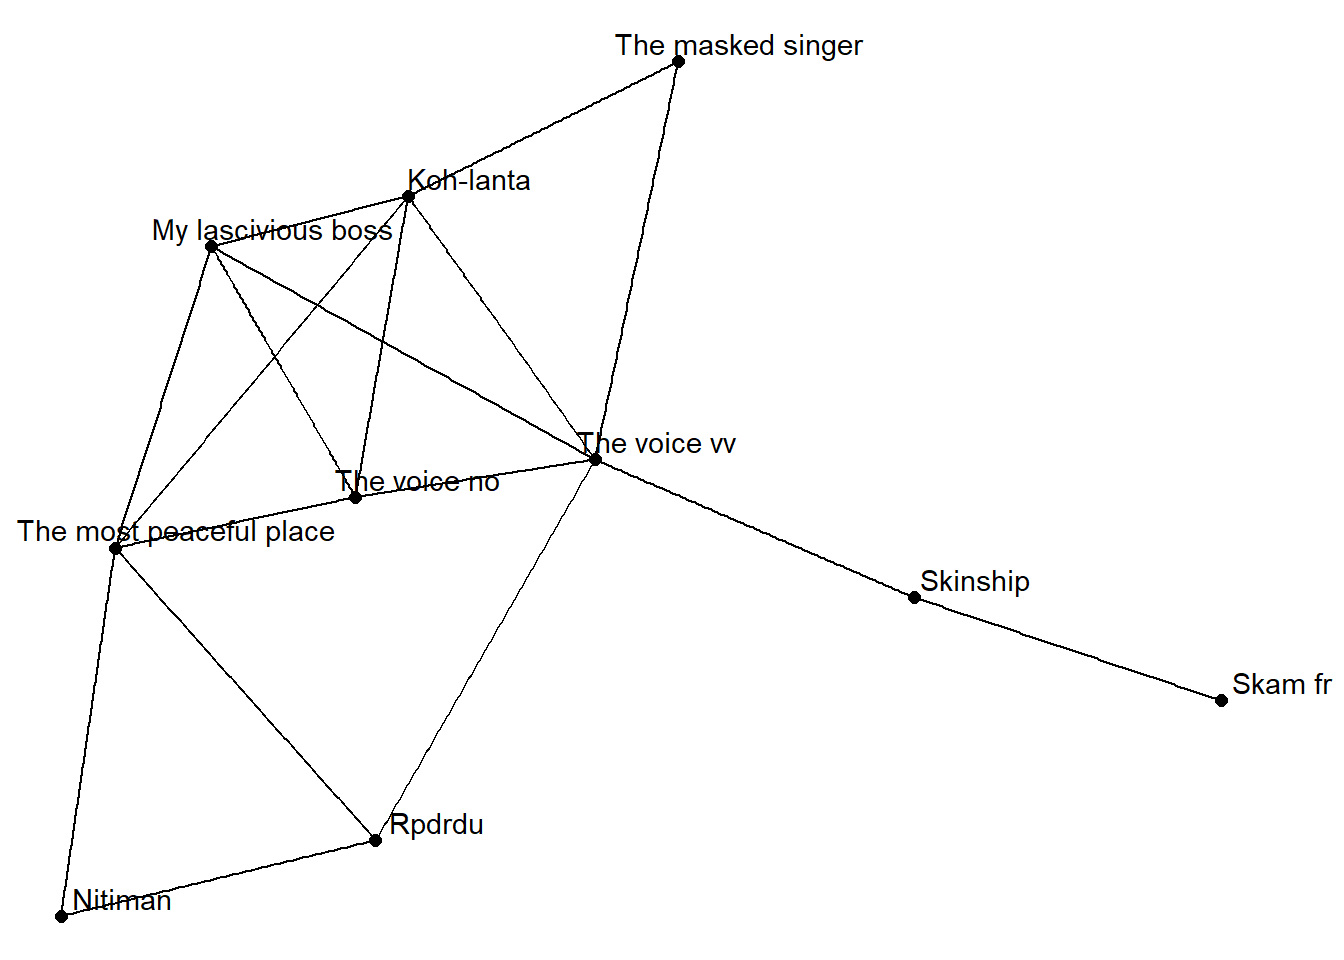 The masked singer
Koh-lanta
My lascivious boss
The voice vv
The voice no
The most peaceful place
Skinship
Skam fr
Rpdrdu
Nitiman